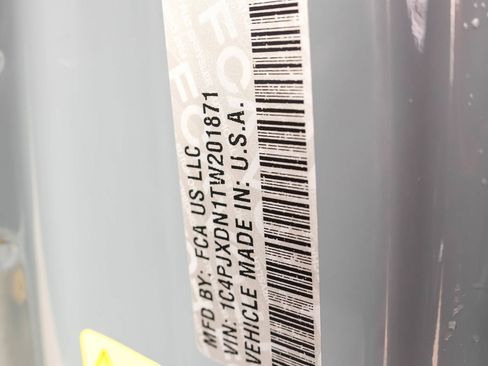 MFD BY: FCA US LLC
VIN: 1C4PJXDN1TW201871
VEHICLE MADE IN: U.S.A.